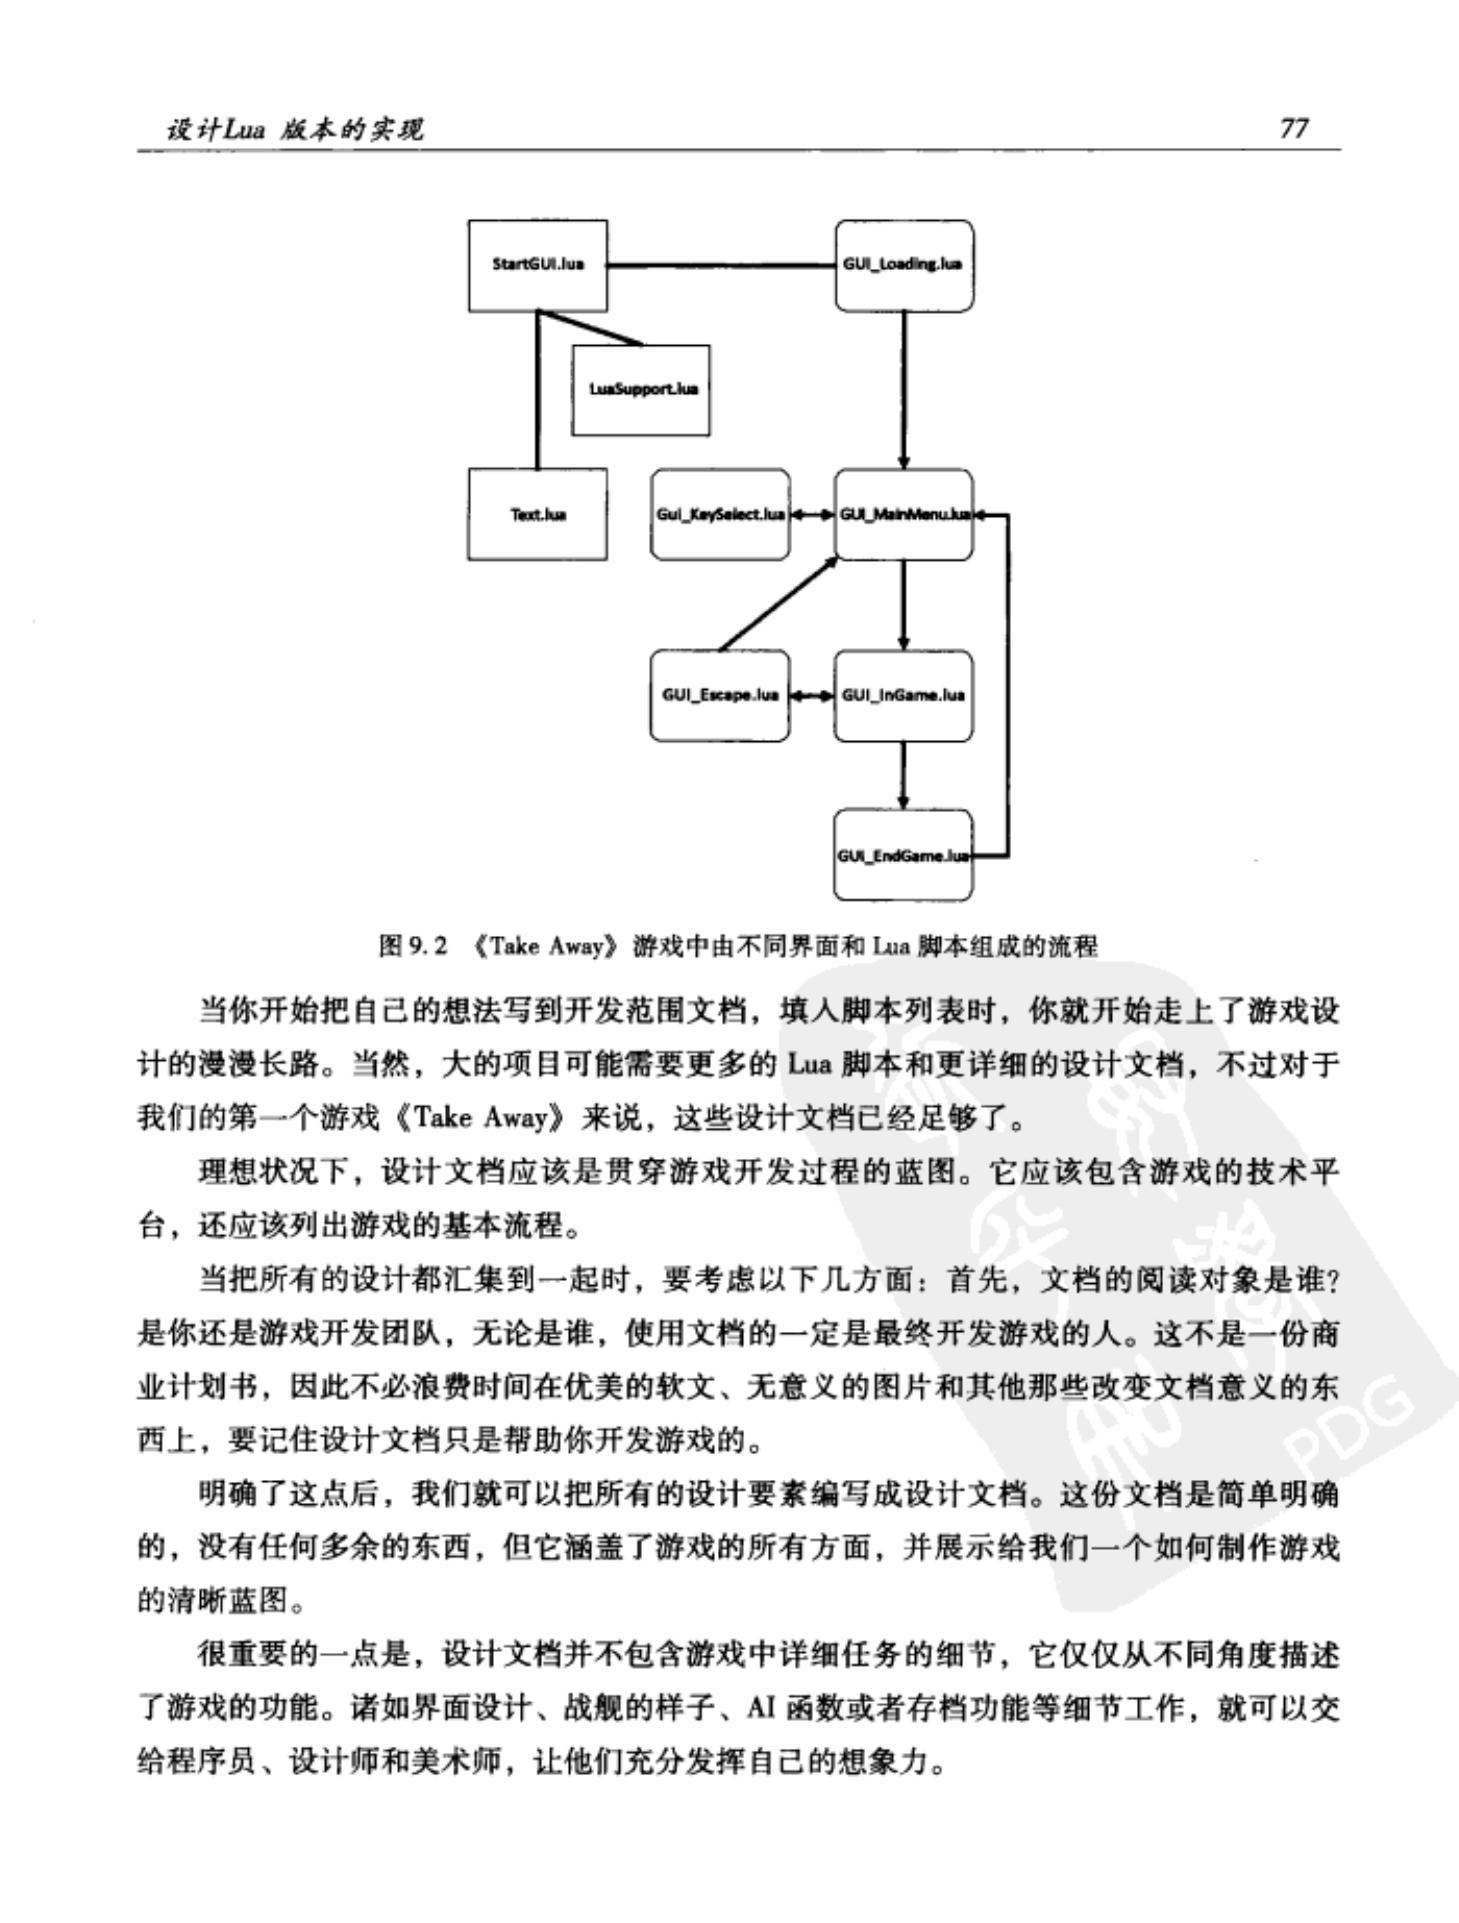 设计Lua 版本的实现 77
StartGUI.lua
GUI_Loading.lua
LuaSupport.lua
Text.lua
Gui_KeySelect.lua
GUI_MainMenu.lua
GUI_Escape.lua
GUI_InGame.lua
GUI_EndGame.lua
图 9.2 《Take Away》游戏中由不同界面和 Lua 脚本组成的流程
当你开始把自己的想法写到开发范围文档，填入脚本列表时，你就开始走上了游戏设
计的漫漫长路。当然，大的项目可能需要更多的 Lua 脚本和更详细的设计文档，不过对于
我们的第一个游戏《Take Away》来说，这些设计文档已经足够了。
理想状况下，设计文档应该是贯穿游戏开发过程的蓝图。它应该包含游戏的技术平
台，还应该列出游戏的基本流程。
当把所有的设计都汇集到一起时，要考虑以下几方面：首先，文档的阅读对象是谁？
是你还是游戏开发团队，无论是谁，使用文档的一定是最终开发游戏的人。这不是一份商
业计划书，因此不必浪费时间在优美的软文、无意义的图片和其他那些改变文档意义的东
西上，要记住设计文档只是帮助你开发游戏的。
明确了这点后，我们就可以把所有的设计要素编写成设计文档。这份文档是简单明确
的，没有任何多余的东西，但它涵盖了游戏的所有方面，并展示给我们一个如何制作游戏
的清晰蓝图。
很重要的一点是，设计文档并不包含游戏中详细任务的细节，它仅仅从不同角度描述
了游戏的功能。诸如界面设计、战舰的样子、AI 函数或者存档功能等细节工作，就可以交
给程序员、设计师和美术师，让他们充分发挥自己的想象力。
PDG